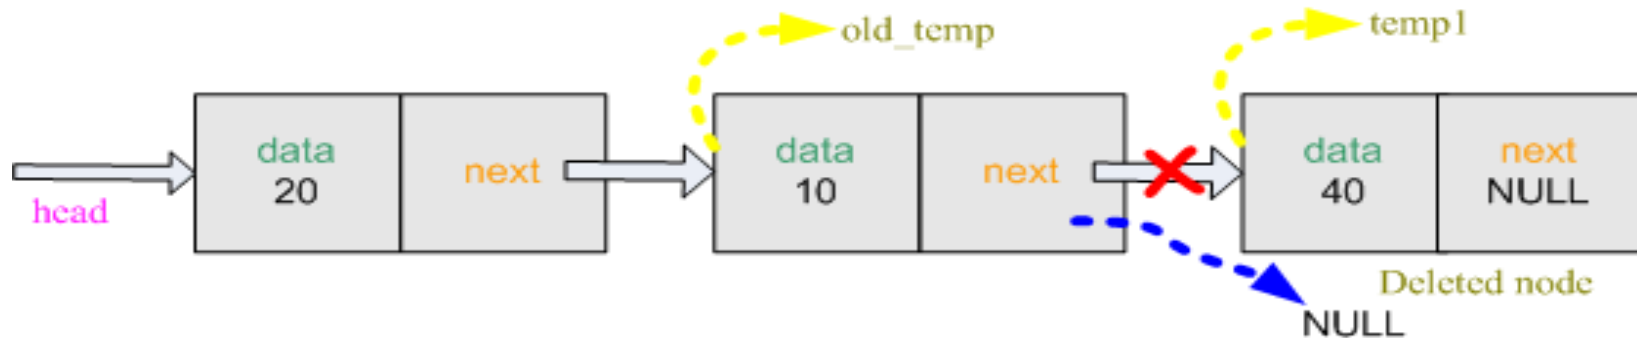 old_temp
temp1
head
data
20
next
data
10
next
data
40
next
NULL
Deleted node
NULL